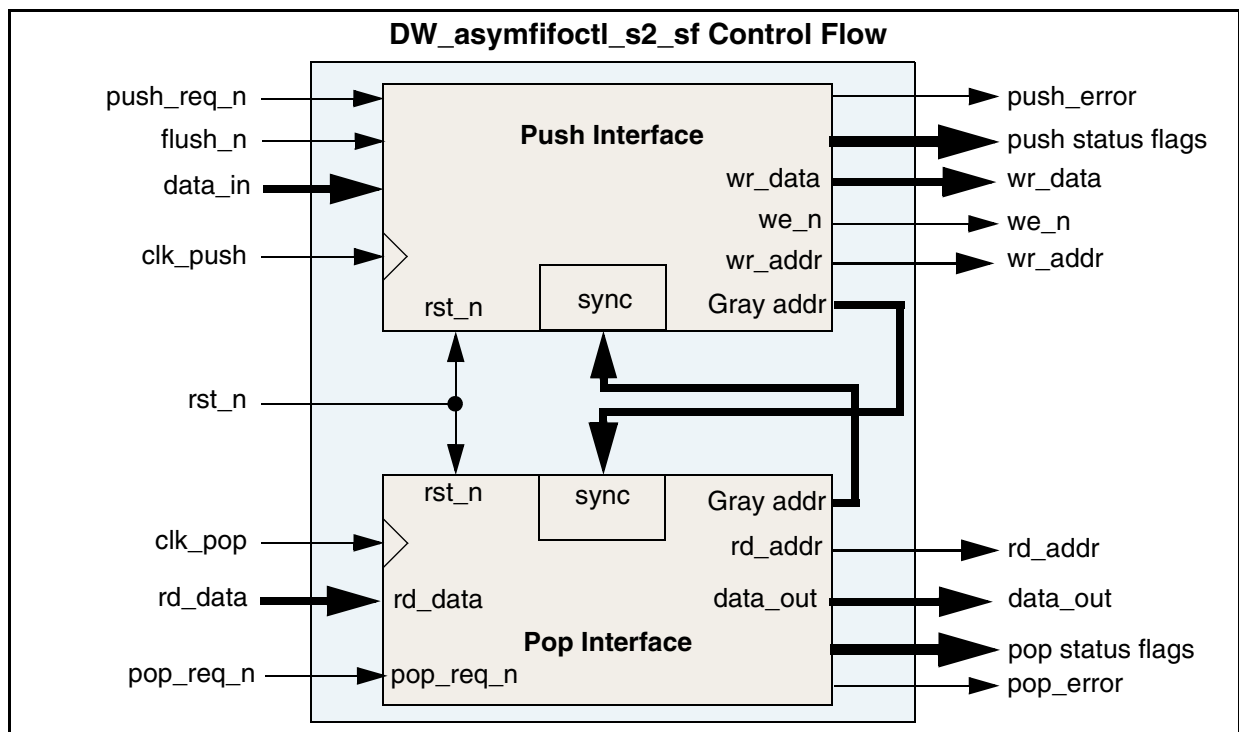 DW_asymfifoctl_s2_sf Control Flow
push_req_n
push_error
flush_n
Push Interface
push status flags
data_in
wr_data
wr_data
we_n
we_n
clk_push
wr_addr
wr_addr
rst_n
sync
Gray addr
rst_n
rst_n
sync
Gray addr
clk_pop
rd_addr
rd_addr
rd_data
rd_data
data_out
data_out
Pop Interface
pop status flags
pop_req_n
pop_req_n
pop_error